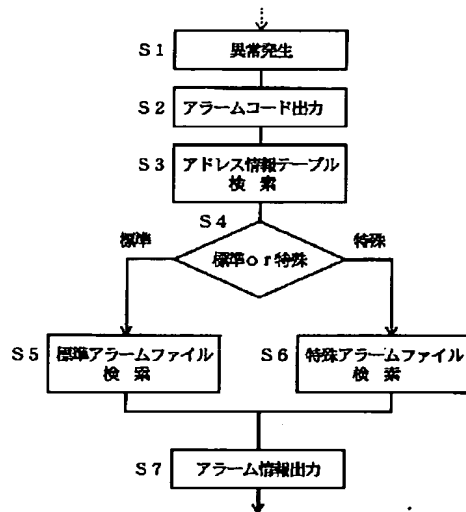 S1 異常発生
S2 アラームコード出力
S3 アドレス情報テーブル
検 索
S4
標準 特殊
標準or特殊
S5 標準アラームファイル
検 索
S6 特殊アラームファイル
検 索
S7 アラーム情報出力